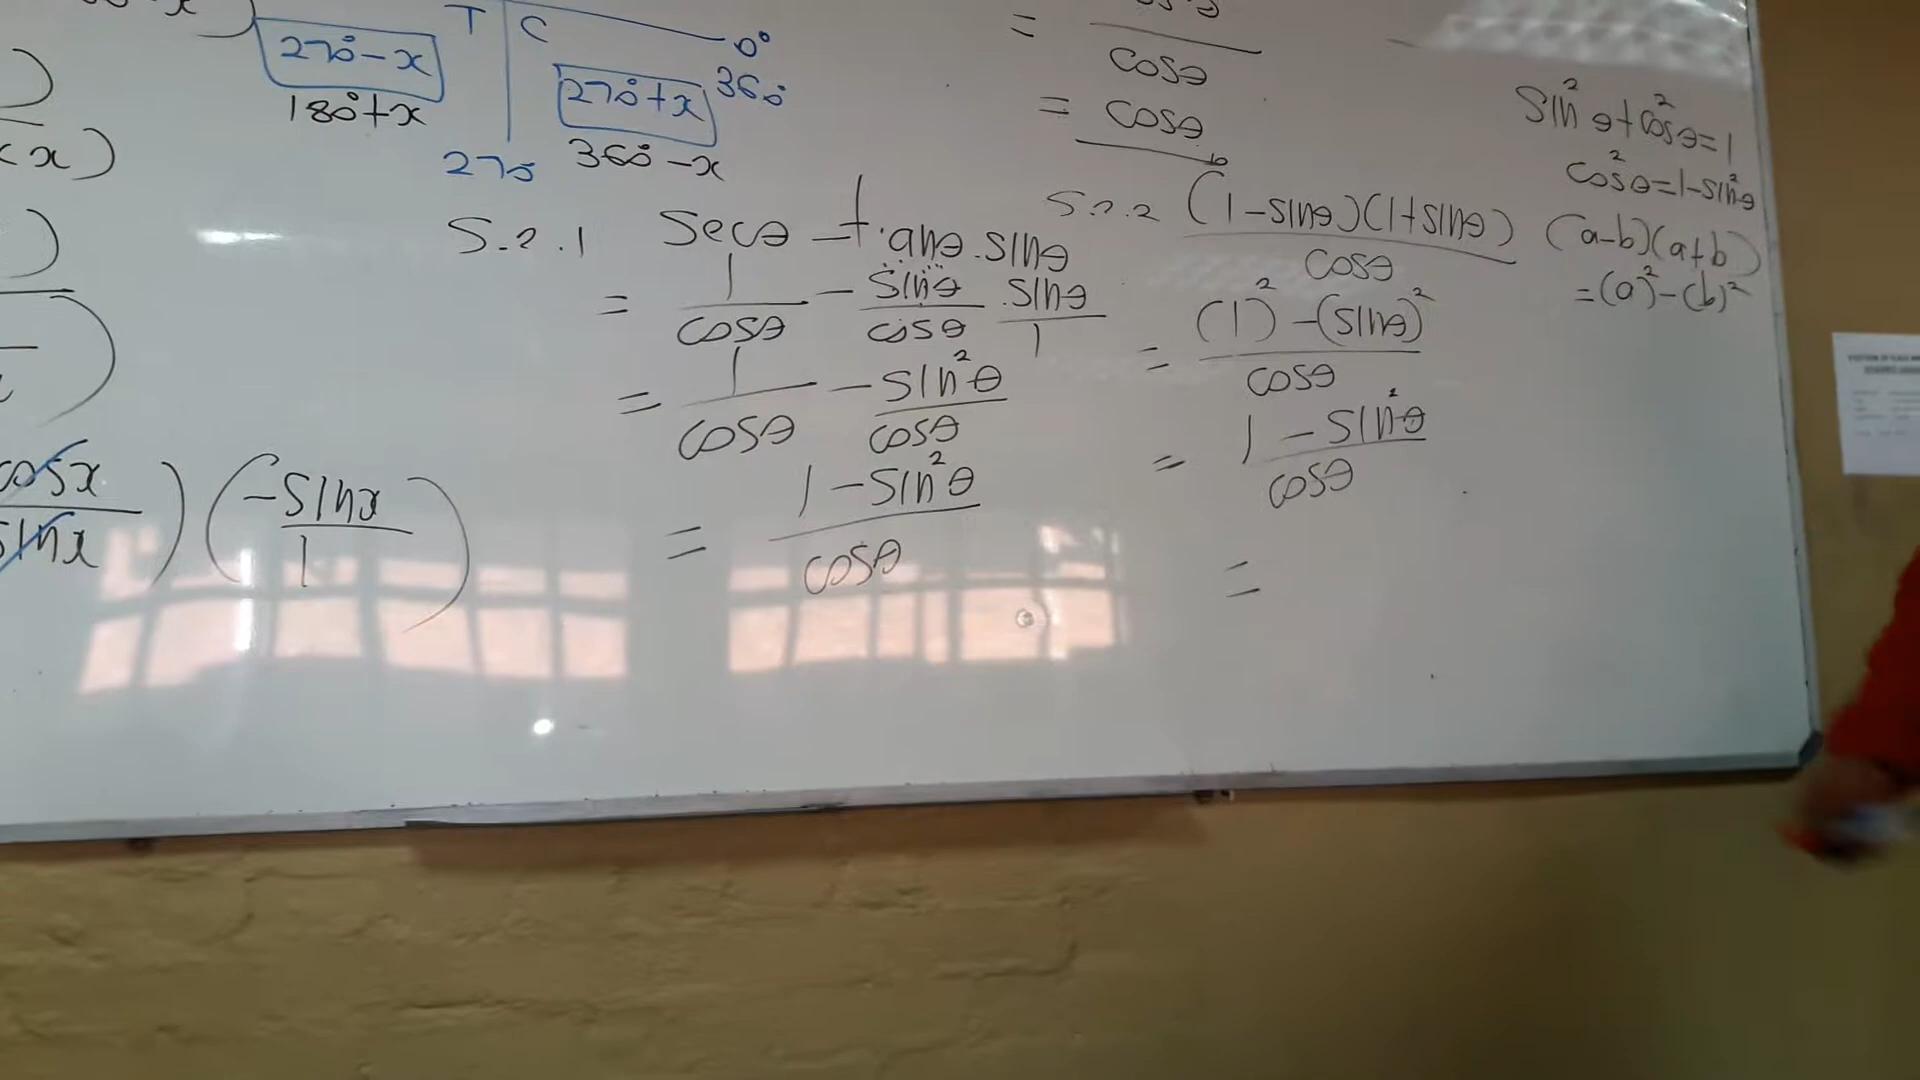 T C
0°
360°
270°-x
180°+x
270°+x
360°-x
270
=
cosθ
= cosθ
sin²θ+cos²θ=1
cos²θ=1-sin²θ
(a-b)(a+b)
=(a)²-(b)²
5.2.1 secθ - tanθ.sinθ
= 1/cosθ - sinθ/cosθ . sinθ/1
= 1/cosθ - sin²θ/cosθ
= 1-sin²θ/cosθ
5.2.2 (1-sinθ)(1+sinθ)/cosθ
= (1)²-(sinθ)²/cosθ
= 1-sin²θ/cosθ
=
x)
cosx/sinx) (-sinx/1)